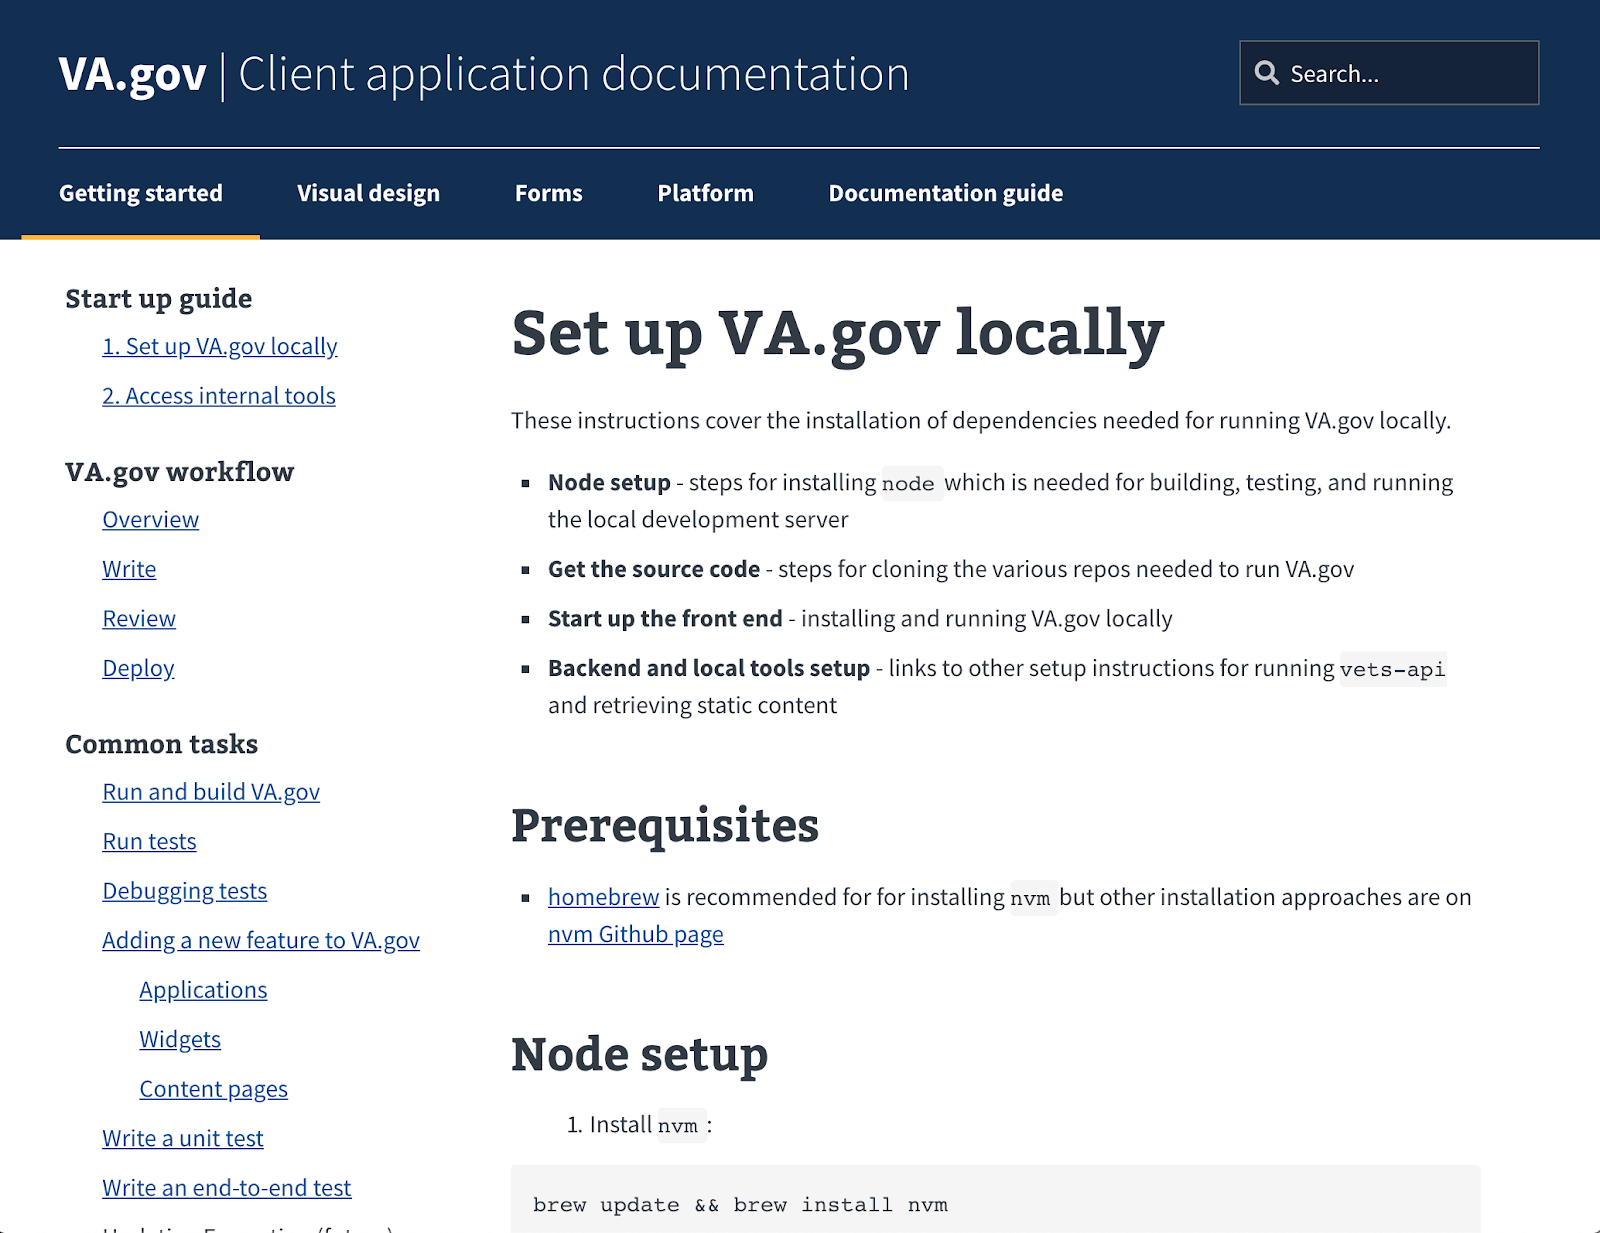 VA.gov | Client application documentation
Search...
Getting started
Visual design
Forms
Platform
Documentation guide
Start up guide
1. Set up VA.gov locally
2. Access internal tools
VA.gov workflow
Overview
Write
Review
Deploy
Common tasks
Run and build VA.gov
Run tests
Debugging tests
Adding a new feature to VA.gov
Applications
Widgets
Content pages
Write a unit test
Write an end-to-end test
Set up VA.gov locally
These instructions cover the installation of dependencies needed for running VA.gov locally.
▪ Node setup - steps for installing node which is needed for building, testing, and running
the local development server
▪ Get the source code - steps for cloning the various repos needed to run VA.gov
▪ Start up the front end - installing and running VA.gov locally
▪ Backend and local tools setup - links to other setup instructions for running vets-api
and retrieving static content
Prerequisites
▪ homebrew is recommended for for installing nvm but other installation approaches are on
nvm Github page
Node setup
1. Install nvm :
brew update && brew install nvm